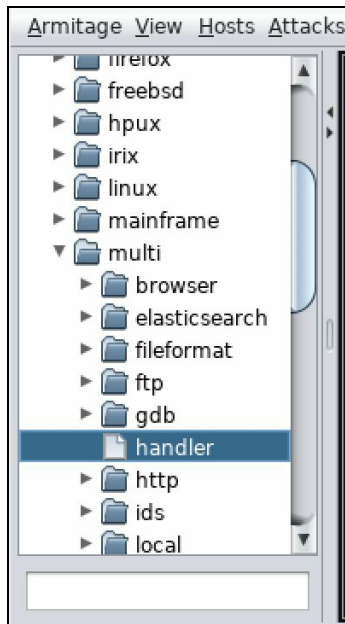 Armitage View Hosts Attacks
firefox
freebsd
hpux
irix
linux
mainframe
multi
browser
elasticsearch
fileformat
ftp
gdb
handler
http
ids
local